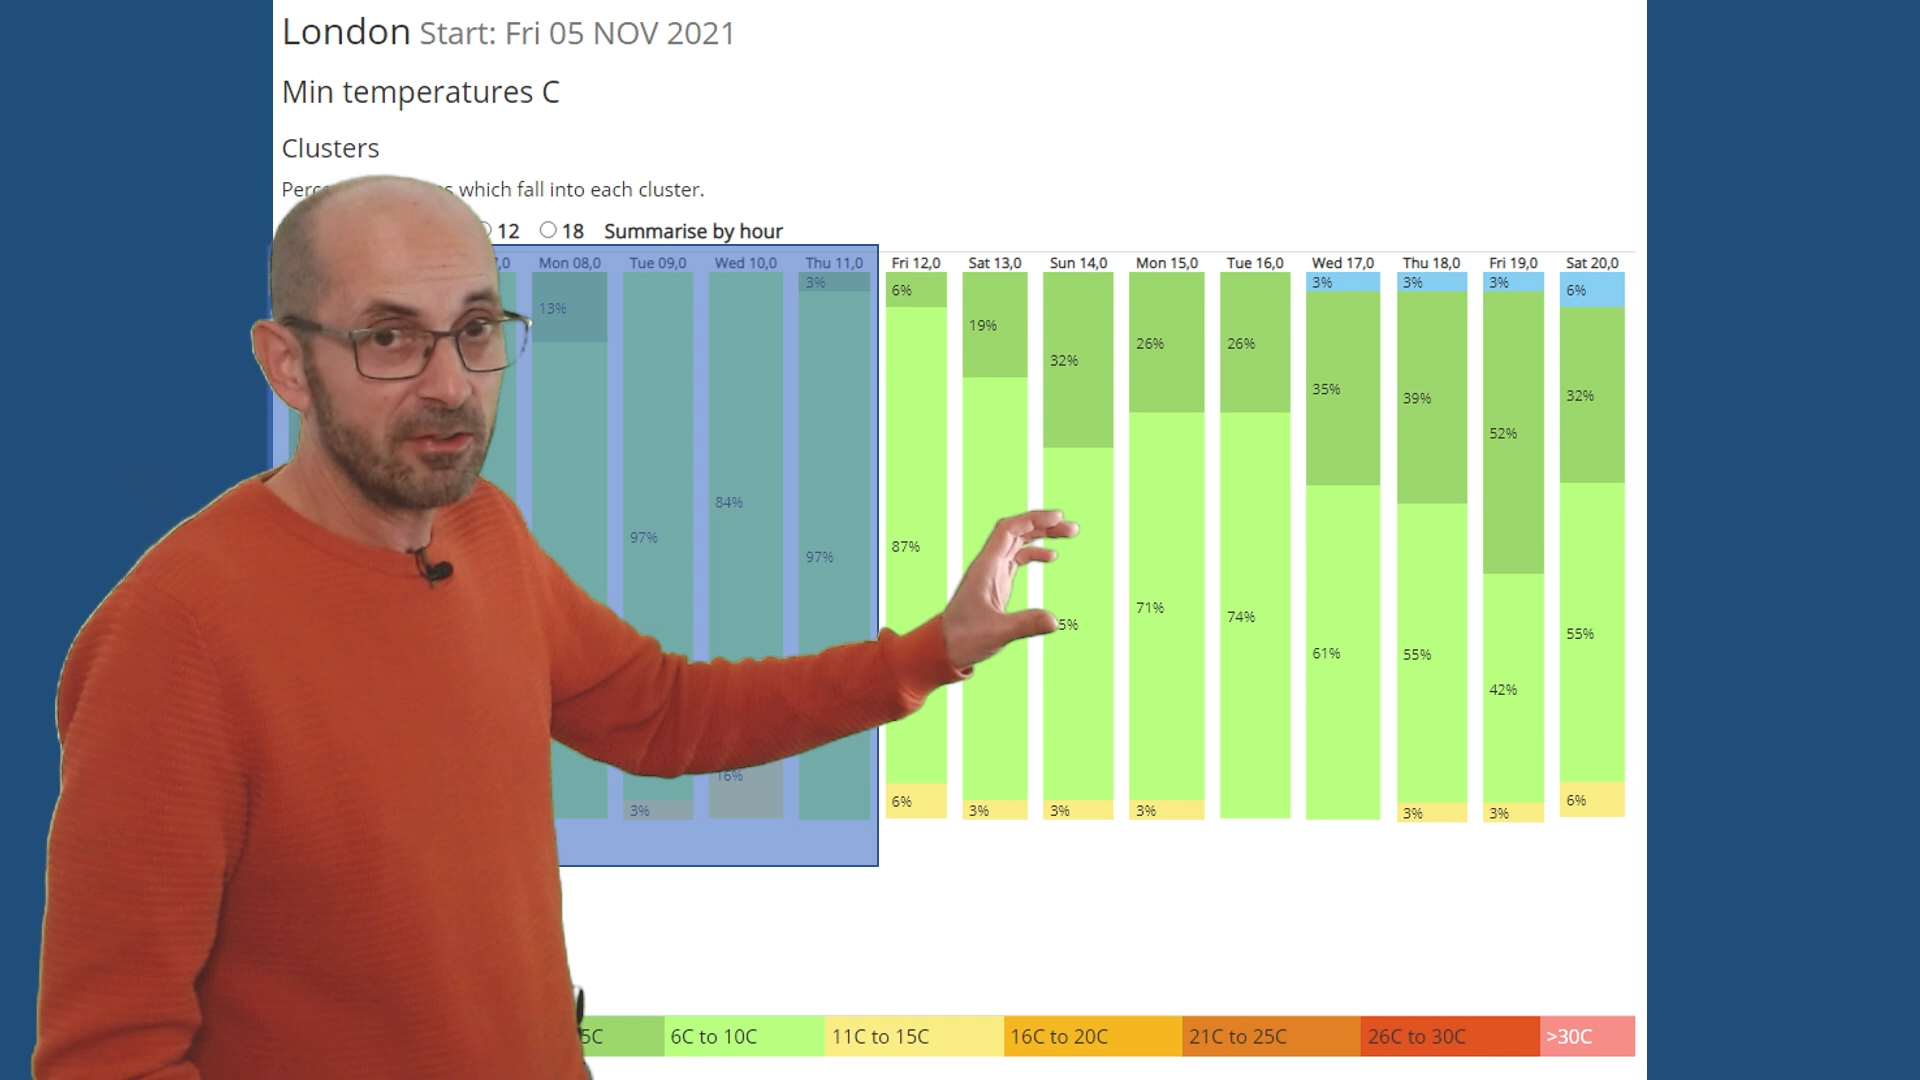 London Start: Fri 05 NOV 2021
Min temperatures C
Clusters
which fall into each cluster.
12 18 Summarise by hour
Mon 08,0 Tue 09,0 Wed 10,0 Thu 11,0 Fri 12,0 Sat 13,0 Sun 14,0 Mon 15,0 Tue 16,0 Wed 17,0 Thu 18,0 Fri 19,0 Sat 20,0
3% 3% 3% 3%
6% 6%
13%
19%
26% 26%
32%
35% 39% 32%
52%
84%
97% 87%
97%
71% 74%
55%
61% 55%
42%
16%
6% 6%
3% 3% 3% 3% 3% 3%
5C 6C to 10C 11C to 15C 16C to 20C 21C to 25C 26C to 30C >30C